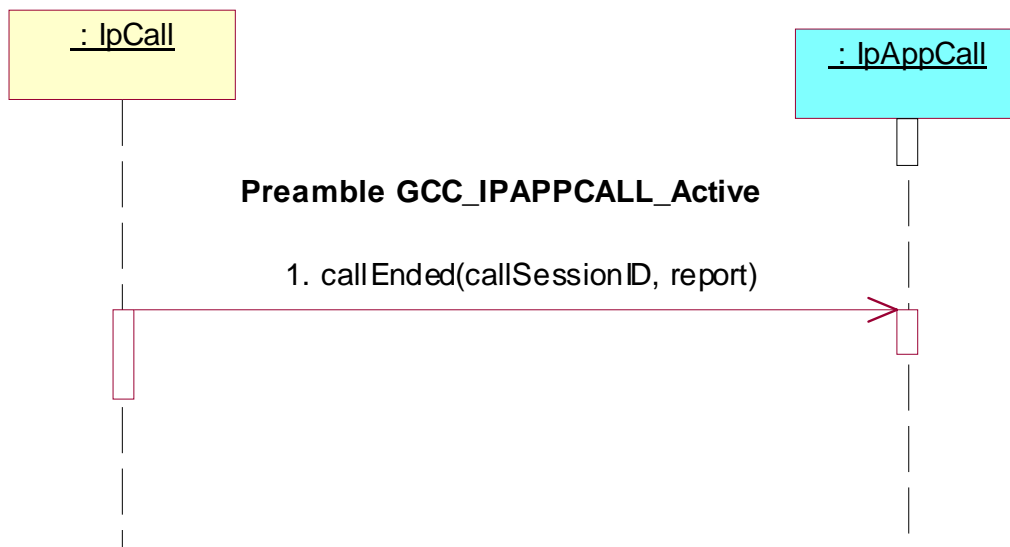 : IpCall
: IpAppCall
Preamble GCC_IPAPPCALL_Active
1. callEnded(callSessionID, report)